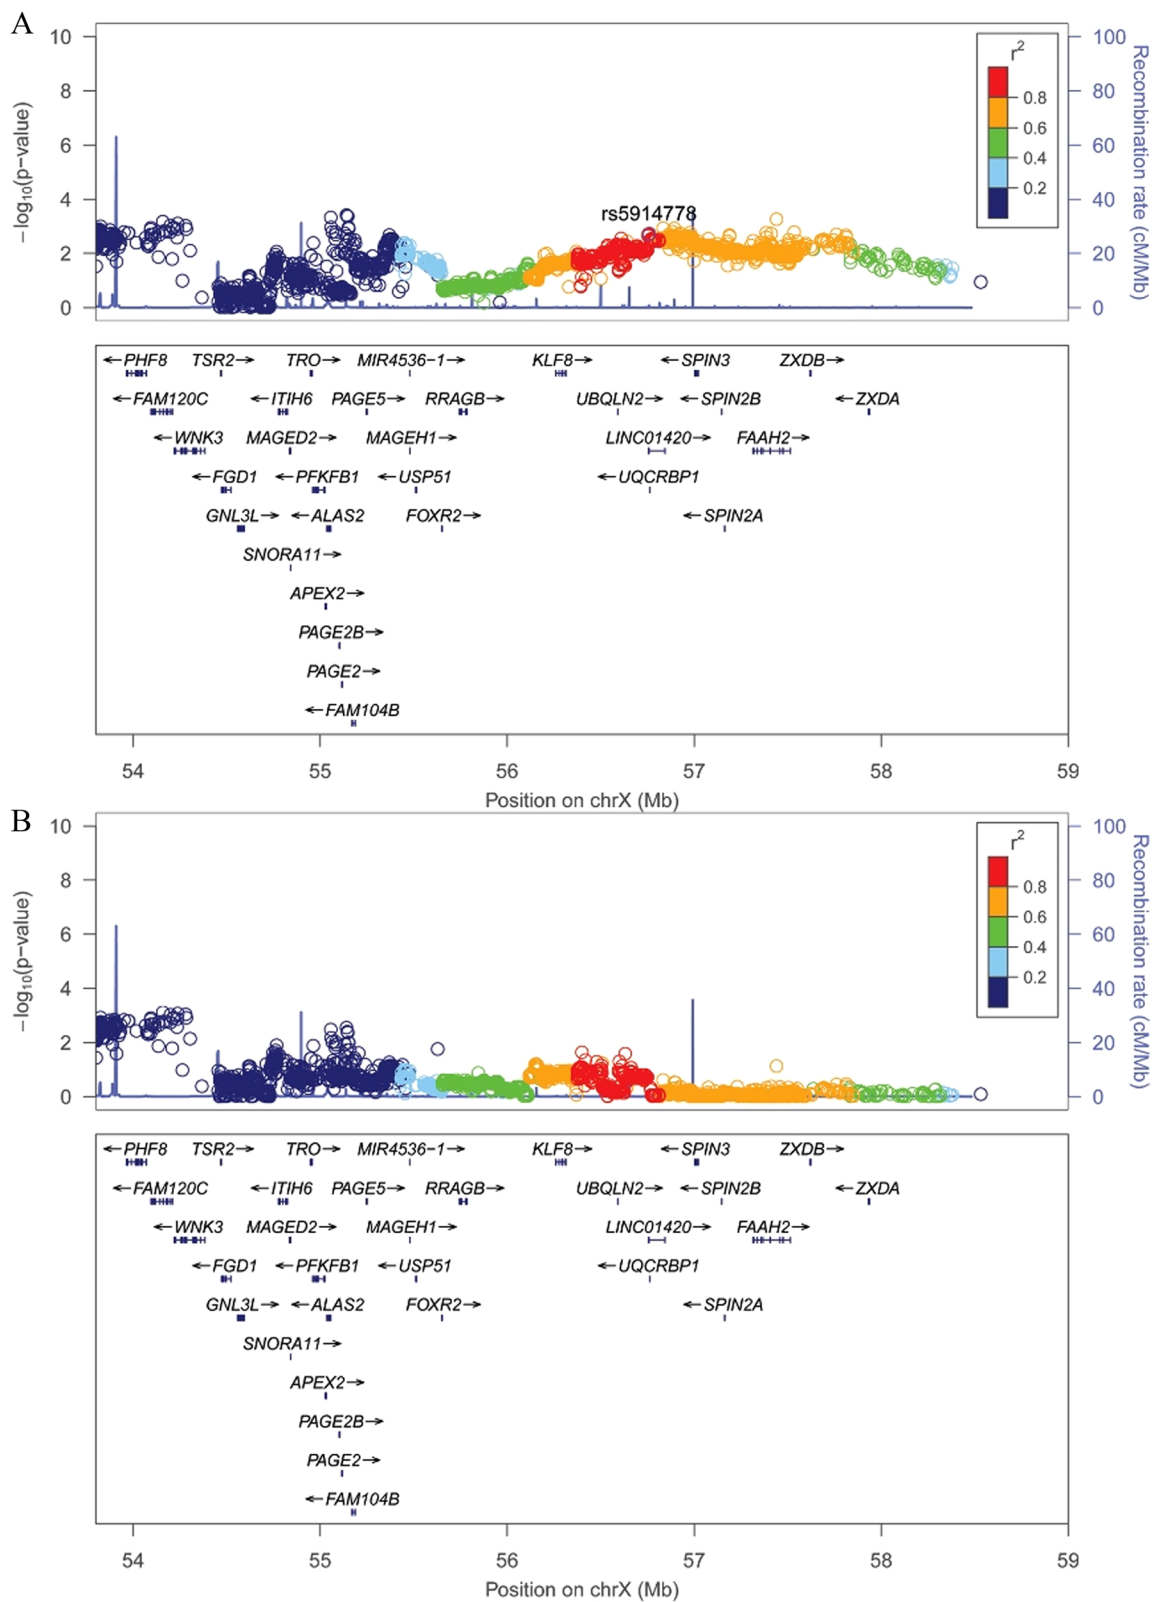 A
10
8
6
4
2
0
−log10(p−value)
rs5914778
r2
0.8
0.6
0.4
0.2
100
80
60
40
20
0
Recombination rate (cM/Mb)
←PHF8 TSR2→ TRO→ MIR4536−1→ KLF8→ ←SPIN3 ZXDB→
←FAM120C ←ITIH6 PAGE5→ RRAGB→ UBQLN2→ ←SPIN2B ←ZXDA
←WNK3 MAGED2→ MAGEH1→ LINC01420→ FAAH2→
←FGD1 ←PFKFB1 ←USP51 ←UQCRBP1
GNL3L→ ←ALAS2 FOXR2→ ←SPIN2A
SNORA11→
APEX2→
PAGE2B→
PAGE2→
←FAM104B
54 55 56 57 58 59
Position on chrX (Mb)
B
10
8
6
4
2
0
−log10(p−value)
r2
0.8
0.6
0.4
0.2
100
80
60
40
20
0
Recombination rate (cM/Mb)
←PHF8 TSR2→ TRO→ MIR4536−1→ KLF8→ ←SPIN3 ZXDB→
←FAM120C ←ITIH6 PAGE5→ RRAGB→ UBQLN2→ ←SPIN2B ←ZXDA
←WNK3 MAGED2→ MAGEH1→ LINC01420→ FAAH2→
←FGD1 ←PFKFB1 ←USP51 ←UQCRBP1
GNL3L→ ←ALAS2 FOXR2→ ←SPIN2A
SNORA11→
APEX2→
PAGE2B→
PAGE2→
←FAM104B
54 55 56 57 58 59
Position on chrX (Mb)